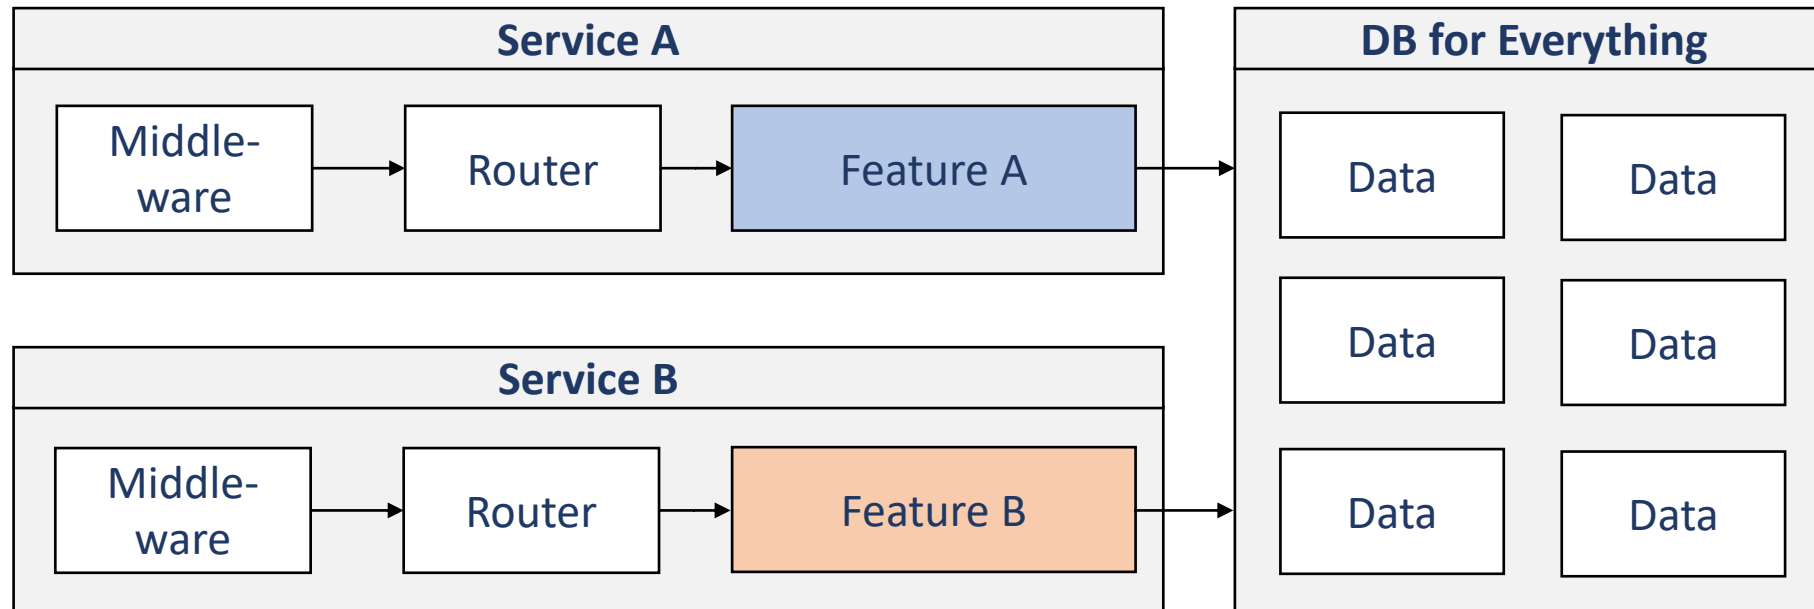 Service A
Middle-
ware
Router
Feature A
DB for Everything
Data
Data
Data
Data
Data
Data
Service B
Middle-
ware
Router
Feature B